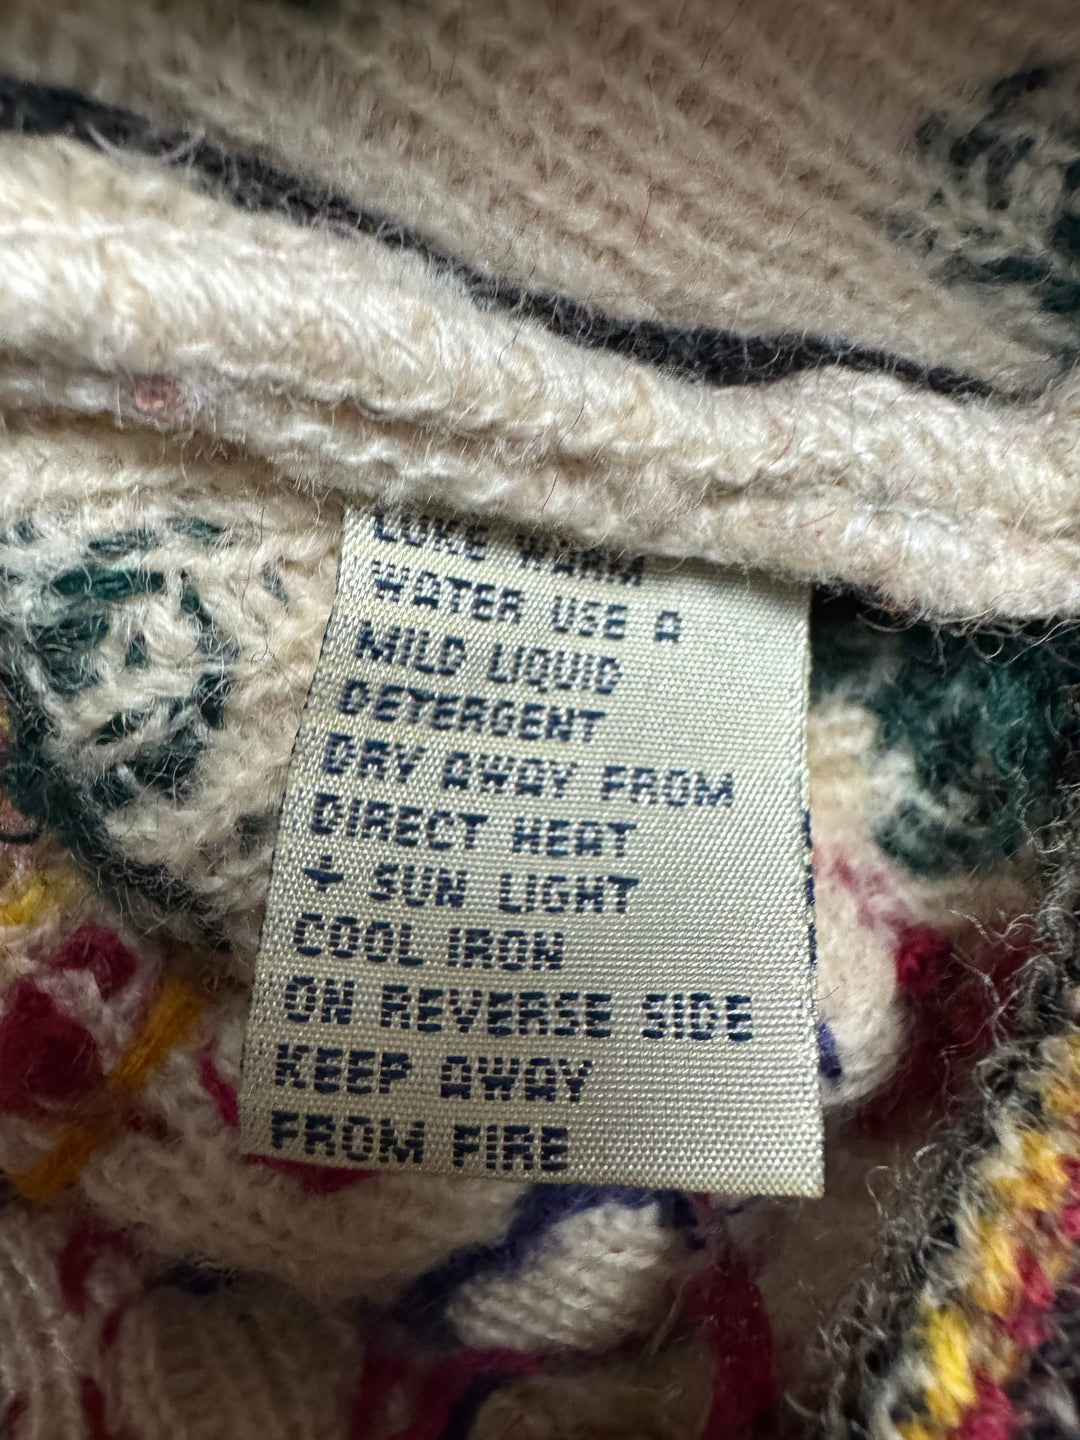 LUKE WARM
WATER USE A
MILD LIQUID
DETERGENT
DRY AWAY FROM
DIRECT HEAT
+ SUN LIGHT
COOL IRON
ON REVERSE SIDE
KEEP AWAY
FROM FIRE